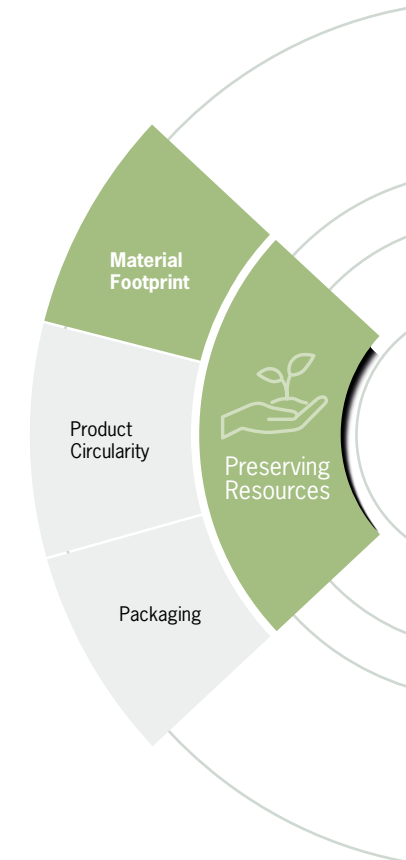 Material
Footprint
Product
Circularity
Preserving
Resources
Packaging